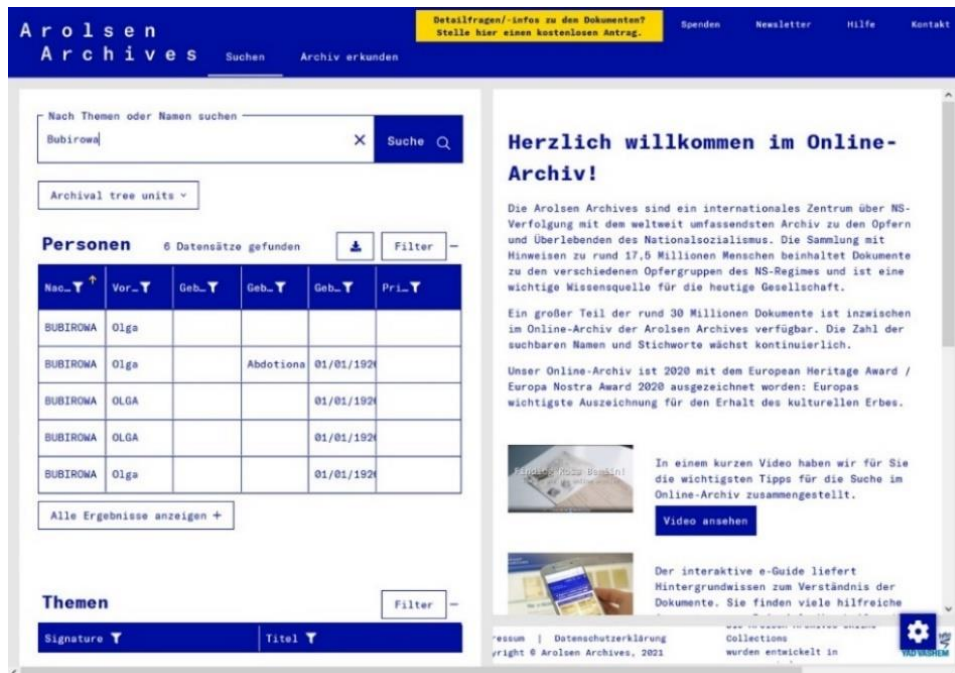 Arolsen
Archives
Suchen
Archiv erkunden
Detailfragen/-infos zu den Dokumenten?
Stelle hier einen kostenlosen Antrag.
Spenden
Newsletter
Hilfe
Kontakt
Nach Themen oder Namen suchen
Bubirowa
Suche
Archival tree units
Personen
6 Datensätze gefunden
Filter
Nac… Vor… Geb… Geb… Geb… Pri…
BUBIROWA Olga
BUBIROWA Olga Abdotiona 01/01/192
BUBIROWA OLGA 01/01/192
BUBIROWA OLGA 01/01/192
BUBIROWA Olga 01/01/192
Alle Ergebnisse anzeigen +
Themen
Filter
Signature Titel
Herzlich willkommen im Online-
Archiv!
Die Arolsen Archives sind ein internationales Zentrum über NS-
Verfolgung mit dem weltweit umfassendsten Archiv zu den Opfern
und Überlebenden des Nationalsozialismus. Die Sammlung mit
Hinweisen zu rund 17,5 Millionen Menschen beinhaltet Dokumente
zu den verschiedenen Opfergruppen des NS-Regimes und ist eine
wichtige Wissensquelle für die heutige Gesellschaft.
Ein großer Teil der rund 30 Millionen Dokumente ist inzwischen
im Online-Archiv der Arolsen Archives verfügbar. Die Zahl der
suchbaren Namen und Stichworte wächst kontinuierlich.
Unser Online-Archiv ist 2020 mit dem European Heritage Award /
Europa Nostra Award 2020 ausgezeichnet worden: Europas
wichtigste Auszeichnung für den Erhalt des kulturellen Erbes.
In einem kurzen Video haben wir für Sie
die wichtigsten Tipps für die Suche im
Online-Archiv zusammengestellt.
Video ansehen
Der interaktive e-Guide liefert
Hintergrundwissen zum Verständnis der
Dokumente. Sie finden viele hilfreiche
ressum | Datenschutzerklärung
yright © Arolsen Archives, 2021
Collections
wurden entwickelt in
YAD VASHEM